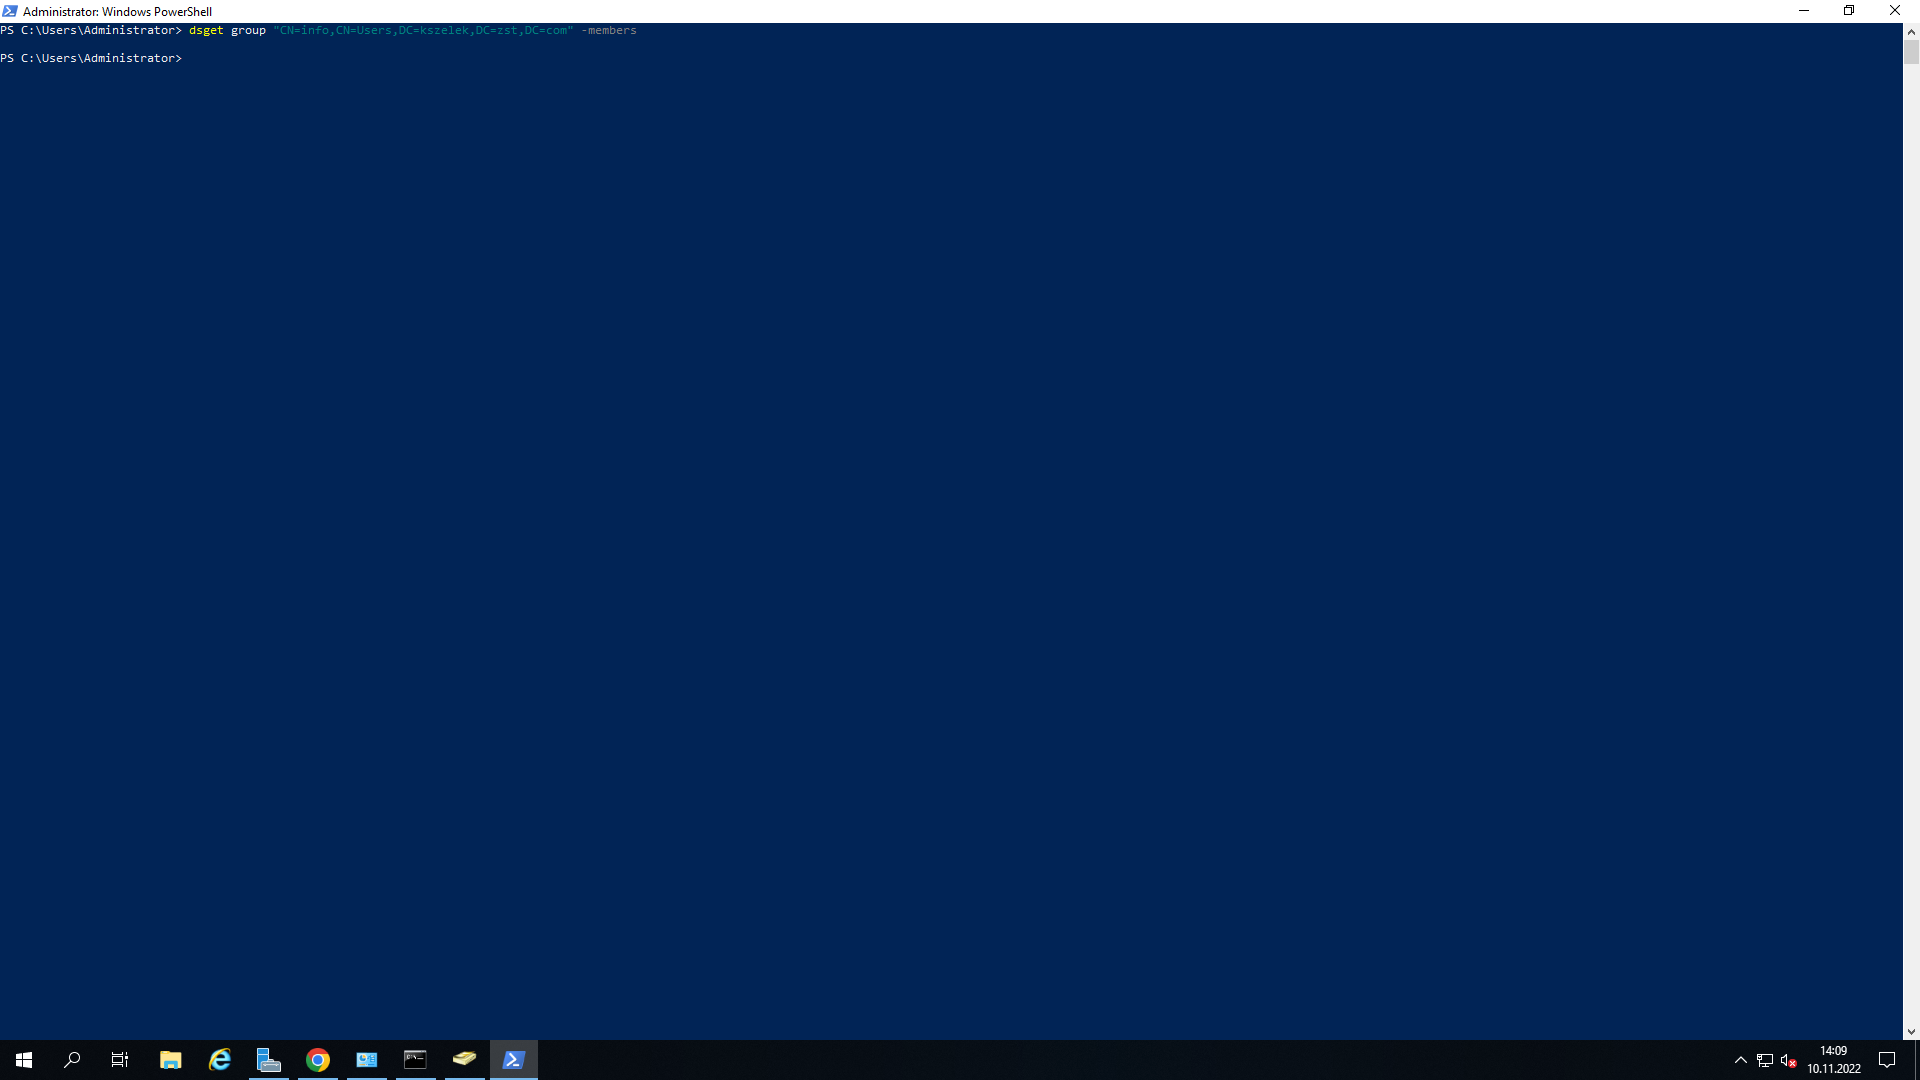 Administrator: Windows PowerShell
PS C:\Users\Administrator> dsget group "CN=info,CN=Users,DC=kszelek,DC=zst,DC=com" -members
PS C:\Users\Administrator>
14:09
10.11.2022